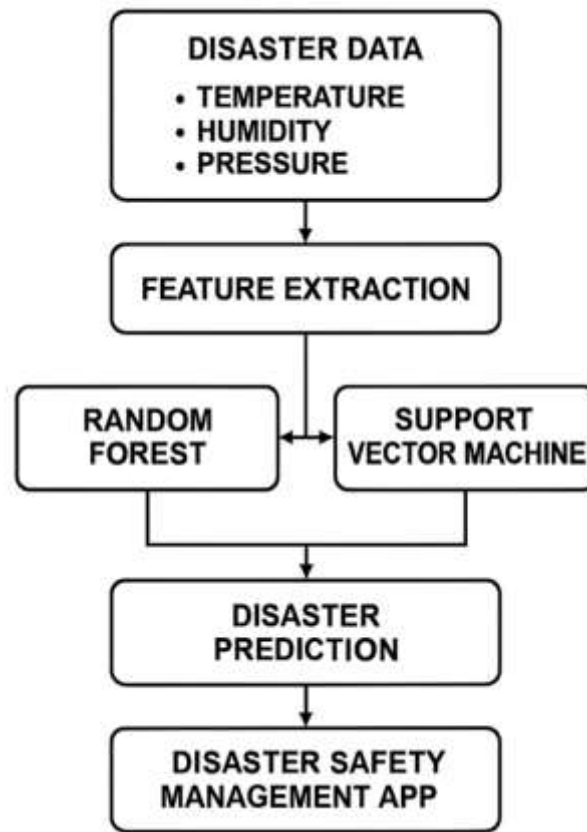 DISASTER DATA
• TEMPERATURE
• HUMIDITY
• PRESSURE
FEATURE EXTRACTION
RANDOM
FOREST
SUPPORT
VECTOR MACHINE
DISASTER
PREDICTION
DISASTER SAFETY
MANAGEMENT APP